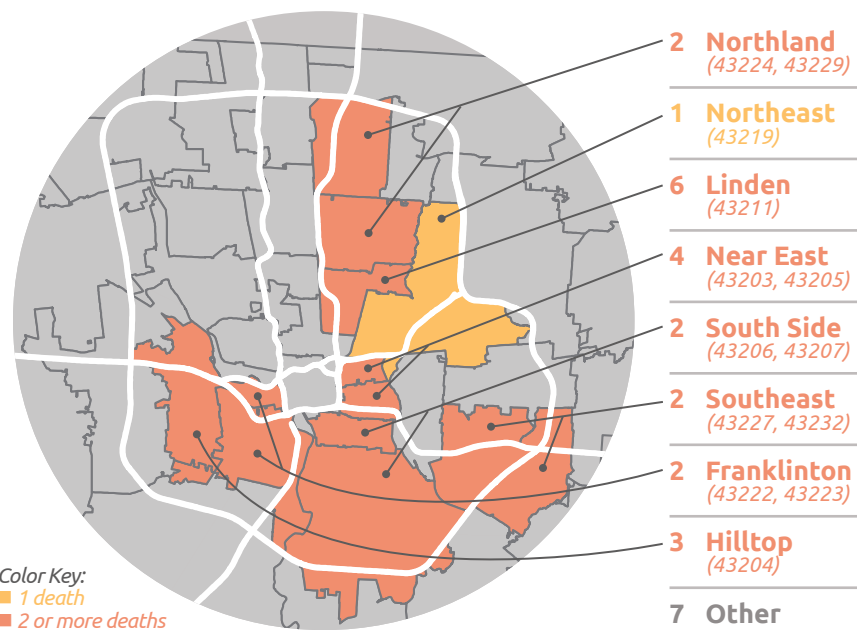 2 Northland
(43224, 43229)
1 Northeast
(43219)
6 Linden
(43211)
4 Near East
(43203, 43205)
2 South Side
(43206, 43207)
2 Southeast
(43227, 43232)
2 Franklinton
(43222, 43223)
3 Hilltop
(43204)
7 Other
Color Key:
1 death
2 or more deaths